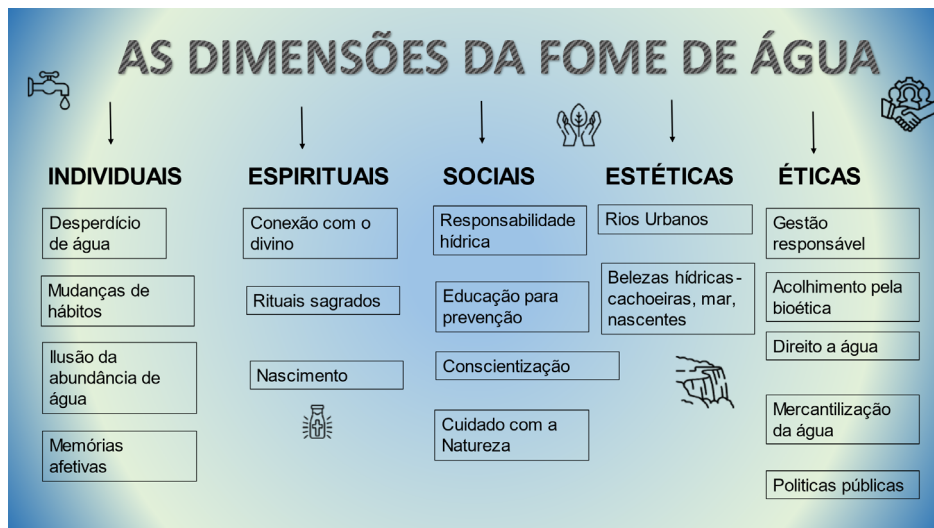 AS DIMENSÕES DA FOME DE ÁGUA
INDIVIDUAIS
Desperdício
de água
Mudanças de
hábitos
Ilusão da
abundância de
água
Memórias
afetivas
ESPIRITUAIS
Conexão com o
divino
Rituais sagrados
Nascimento
SOCIAIS
Responsabilidade
hídrica
Educação para
prevenção
Conscientização
Cuidado com a
Natureza
ESTÉTICAS
Rios Urbanos
Belezas hídricas-
cachoeiras, mar,
nascentes
ÉTICAS
Gestão
responsável
Acolhimento pela
bioética
Direito a água
Mercantilização
da água
Politicas públicas